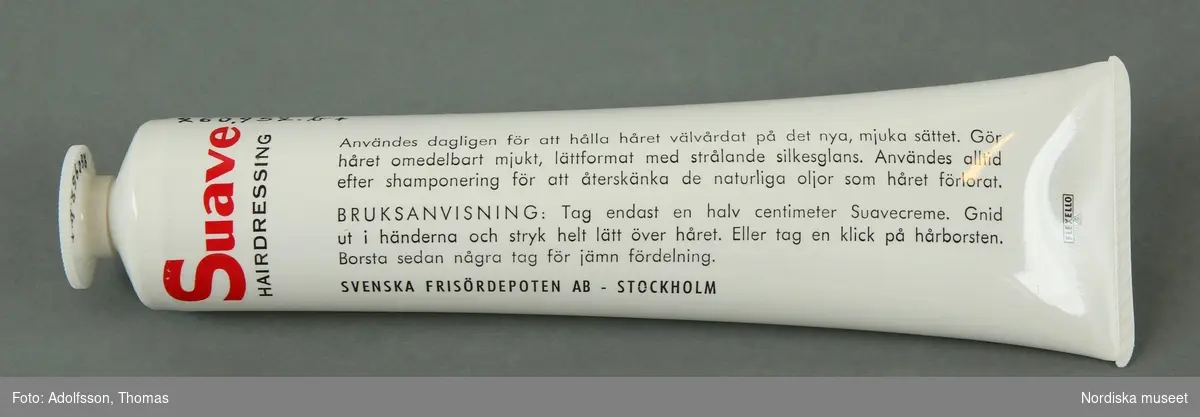 Suave
HAIRDRESSING
Användes dagligen för att hålla håret välvårdat på det nya, mjuka sättet. Gör
håret omedelbart mjukt, lättformat med strålande silkesglans. Användes alltid
efter shamponering för att återskänka de naturliga oljor som håret förlorat.
BRUKSANVISNING: Tag endast en halv centimeter Suavecreme. Gnid
ut i händerna och stryk helt lätt över håret. Eller tag en klick på hårborsten.
Borsta sedan några tag för jämn fördelning.
SVENSKA FRISÖRDEPOTEN AB - STOCKHOLM
FLEXELLO
Foto: Adolfsson, Thomas
Nordiska museet